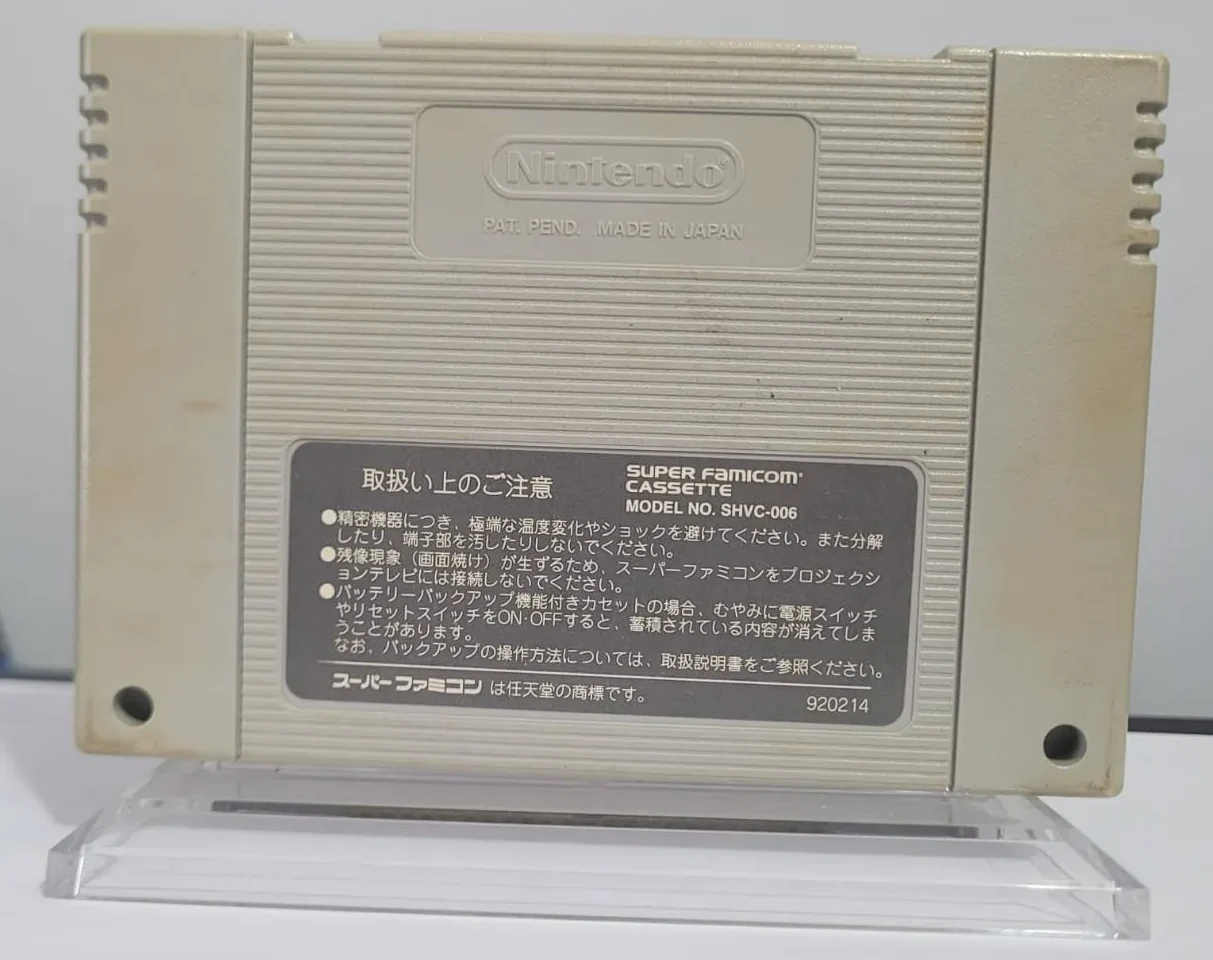 Nintendo®
PAT. PEND. MADE IN JAPAN
取扱い上のご注意
SUPER FAMICOM
CASSETTE
MODEL NO. SHVC-006
●精密機器につき、極端な温度変化やショックを避けてください。また分解
したり、端子部を汚したりしないでください。
●残像現象（画面焼け）が生ずるため、スーパーファミコンをプロジェクシ
ョンテレビには接続しないでください。
●バッテリーバックアップ機能付きカセットの場合、むやみに電源スイッチ
やリセットスイッチをON·OFFすると、蓄積されている内容が消えてしま
うことがあります。
なお、バックアップの操作方法については、取扱説明書をご参照ください。
スーパーファミコン は任天堂の商標です。
920214